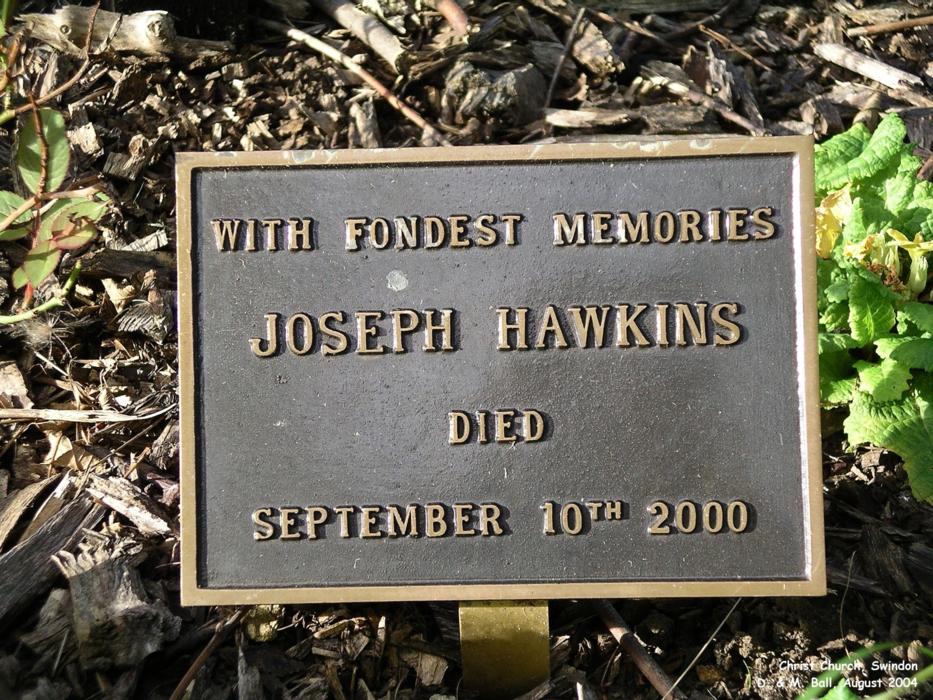 WITH FONDEST MEMORIES
JOSEPH HAWKINS
DIED
SEPTEMBER 10TH 2000
Christ Church, Swindon
D. & M. Ball, August 2004